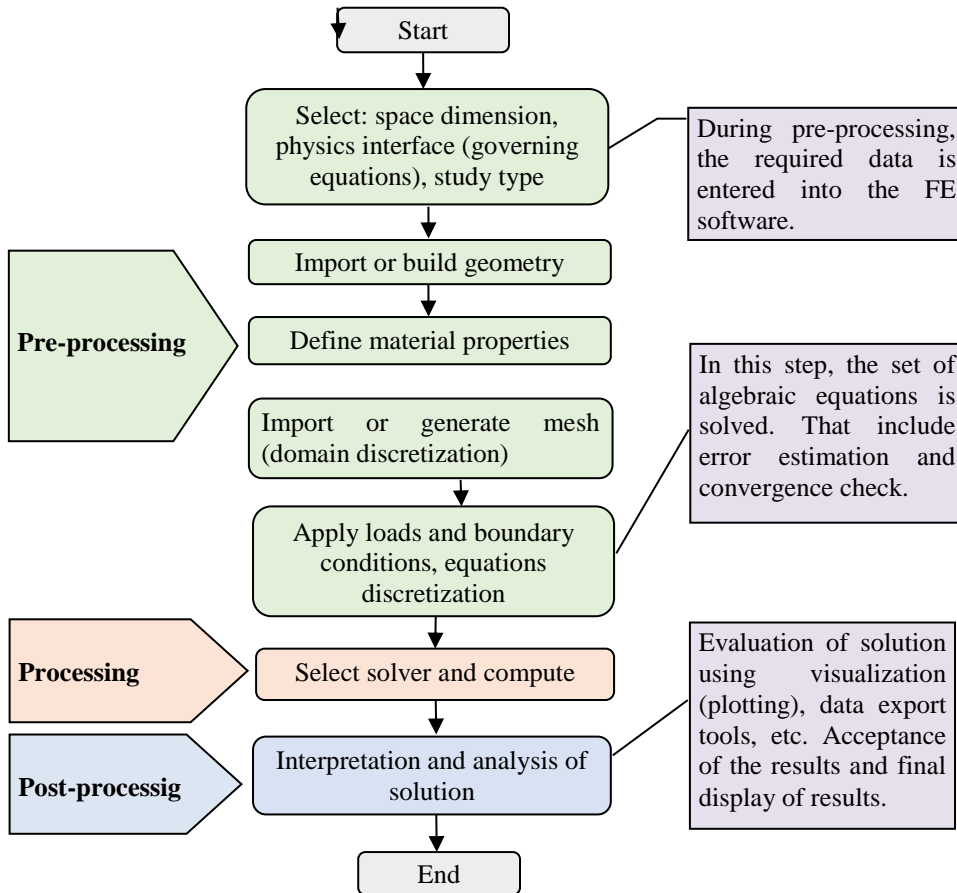 Start
Select: space dimension,
physics interface (governing
equations), study type
During pre-processing,
the required data is
entered into the FE
software.
Import or build geometry
Pre-processing
Define material properties
In this step, the set of
algebraic equations is
solved. That include
error estimation and
convergence check.
Import or generate mesh
(domain discretization)
Apply loads and boundary
conditions, equations
discretization
Processing
Select solver and compute
Evaluation of solution
using visualization
(plotting), data export
tools, etc. Acceptance
of the results and final
display of results.
Post-processig
Interpretation and analysis of
solution
End